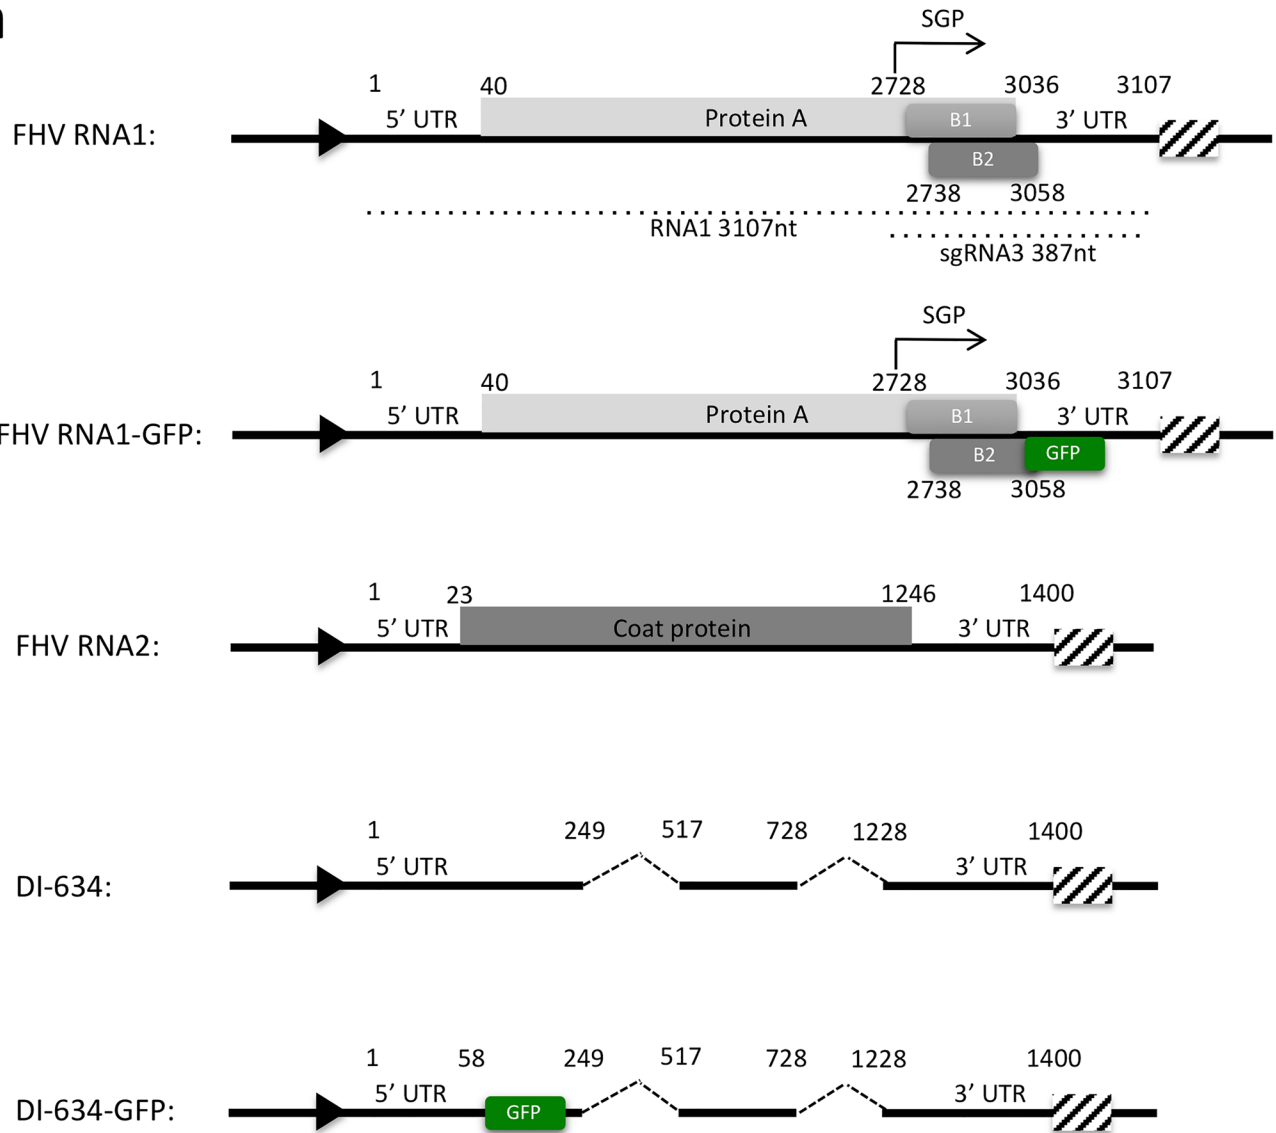 SGP
1 40 2728 3036 3107
5’ UTR Protein A B1 3’ UTR
FHV RNA1:
B2
2738 3058
RNA1 3107nt
sgRNA3 387nt
SGP
1 40 2728 3036 3107
5’ UTR Protein A B1 3’ UTR
FHV RNA1-GFP:
B2 GFP
2738 3058
1 23 1246 1400
5’ UTR Coat protein 3’ UTR
FHV RNA2:
1 249 517 728 1228 1400
5’ UTR 3’ UTR
DI-634:
1 58 249 517 728 1228 1400
5’ UTR 3’ UTR
DI-634-GFP: GFP